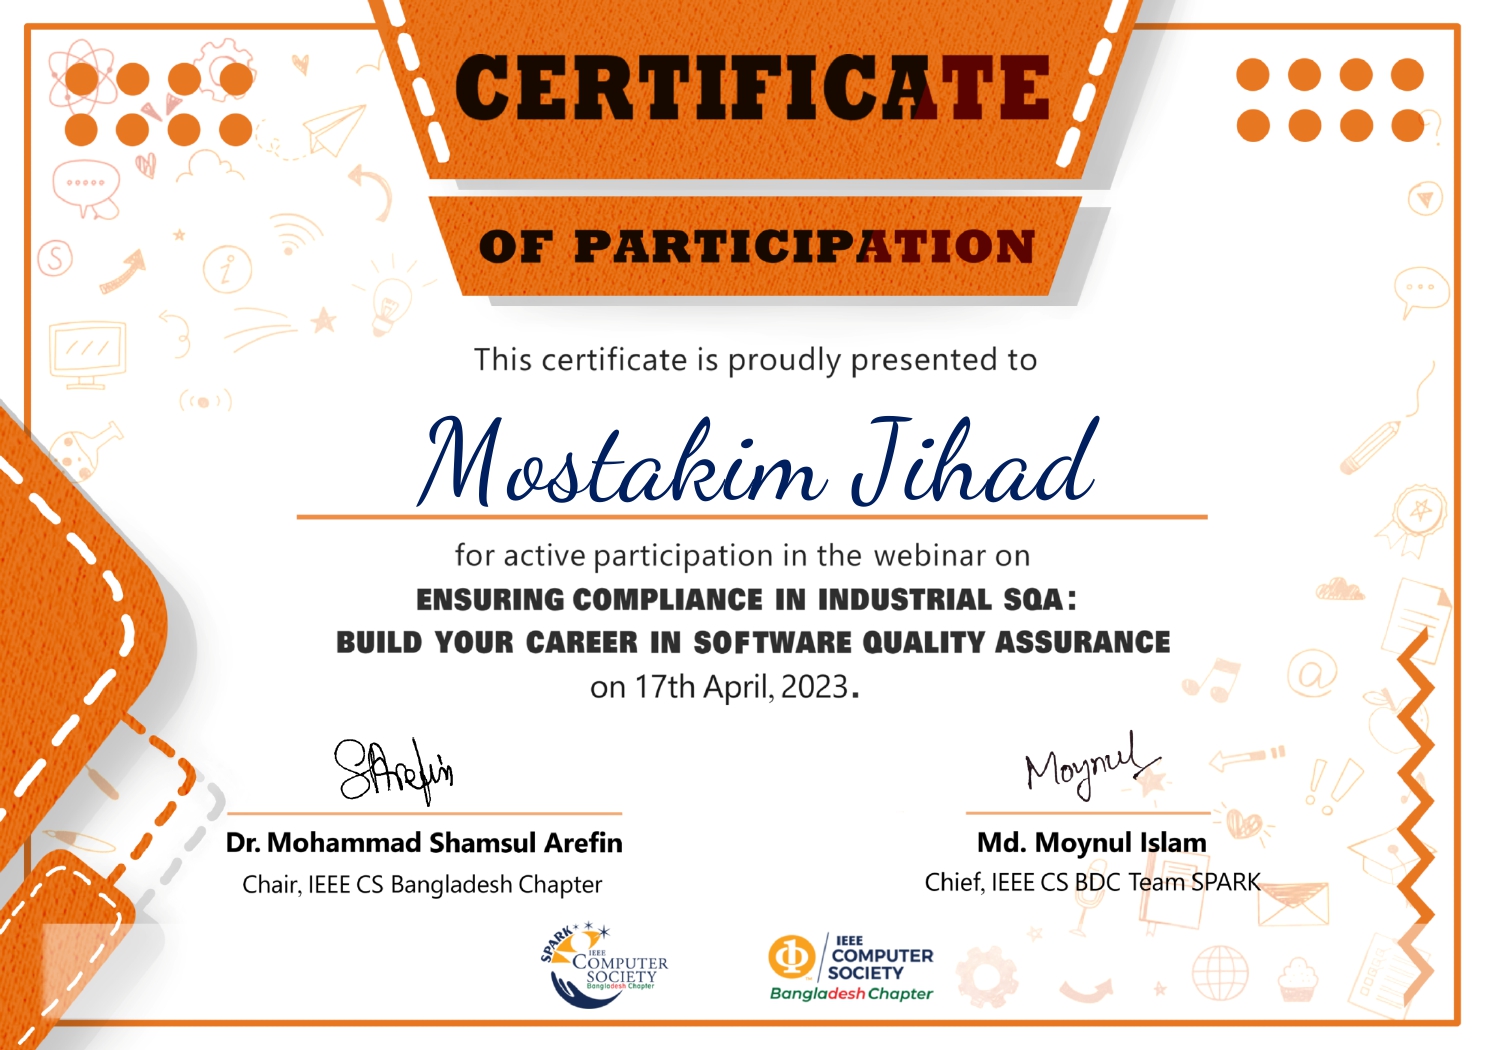 CERTIFICATE
OF PARTICIPATION
This certificate is proudly presented to
Mostakim Jihad
for active participation in the webinar on
ENSURING COMPLIANCE IN INDUSTRIAL SQA:
BUILD YOUR CAREER IN SOFTWARE QUALITY ASSURANCE
on 17th April, 2023.
SArefin
Moynul
Dr. Mohammad Shamsul Arefin
Md. Moynul Islam
Chair, IEEE CS Bangladesh Chapter
Chief, IEEE CS BDC Team SPARK
SPARK
IEEE
COMPUTER
SOCIETY
Bangladesh Chapter
IEEE
COMPUTER
SOCIETY
Bangladesh Chapter